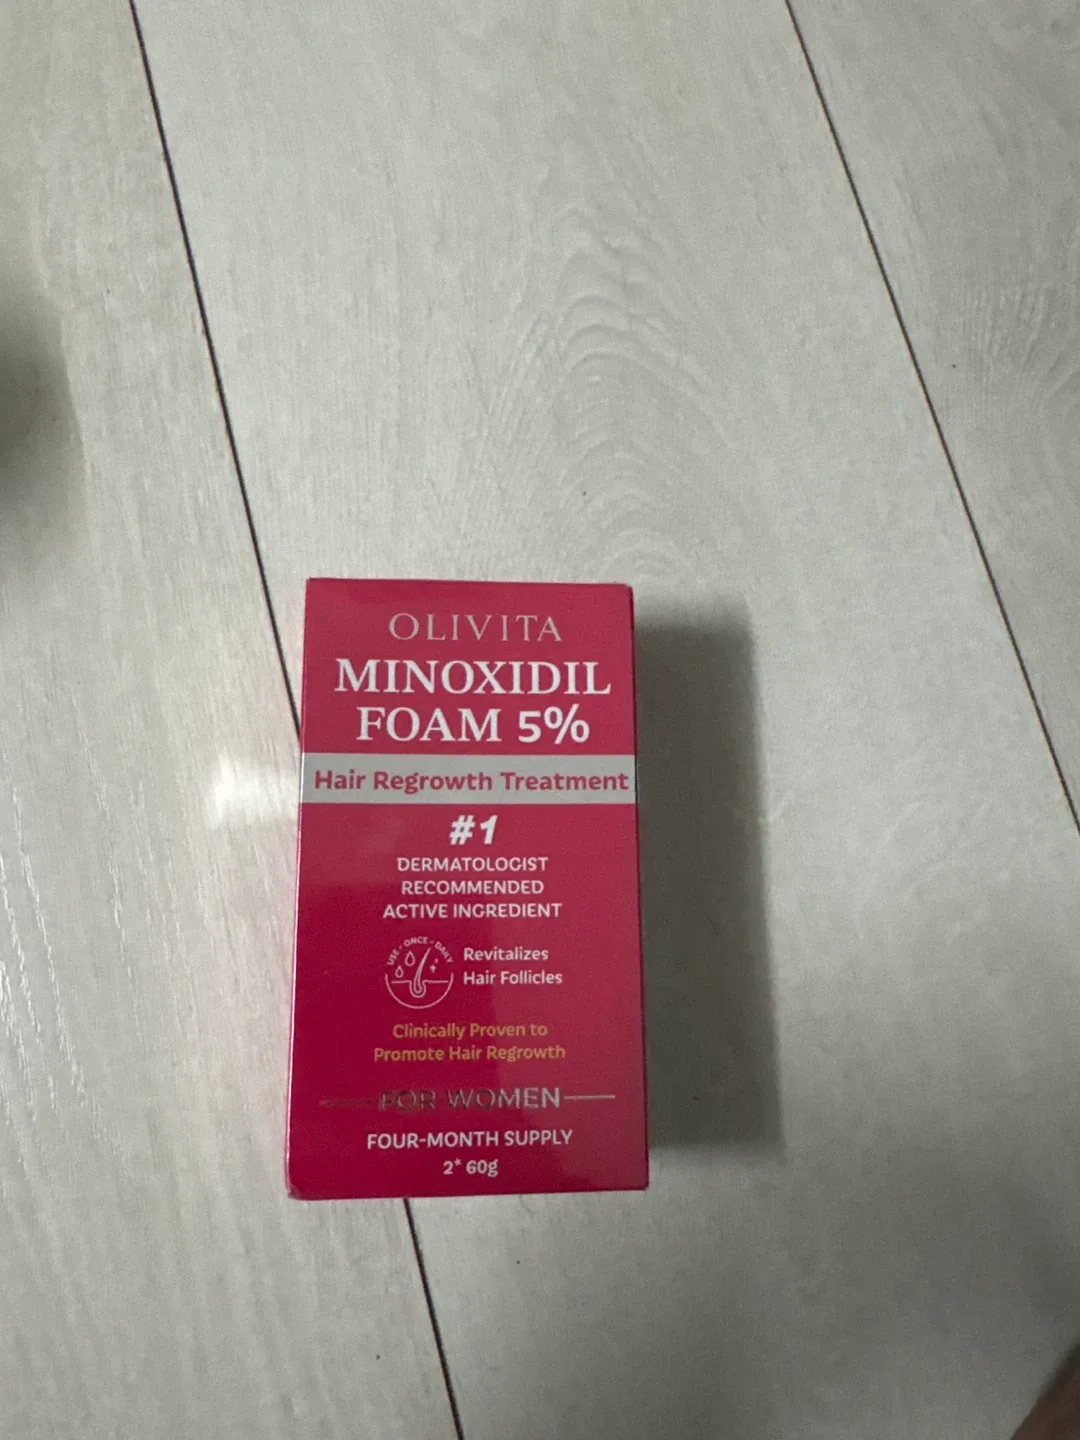 OLIVITA
MINOXIDIL
FOAM 5%
Hair Regrowth Treatment
#1
DERMATOLOGIST
RECOMMENDED
ACTIVE INGREDIENT
USE • ONCE • DAILY
Revitalizes
Hair Follicles
Clinically Proven to
Promote Hair Regrowth
FOR WOMEN
FOUR-MONTH SUPPLY
2* 60g